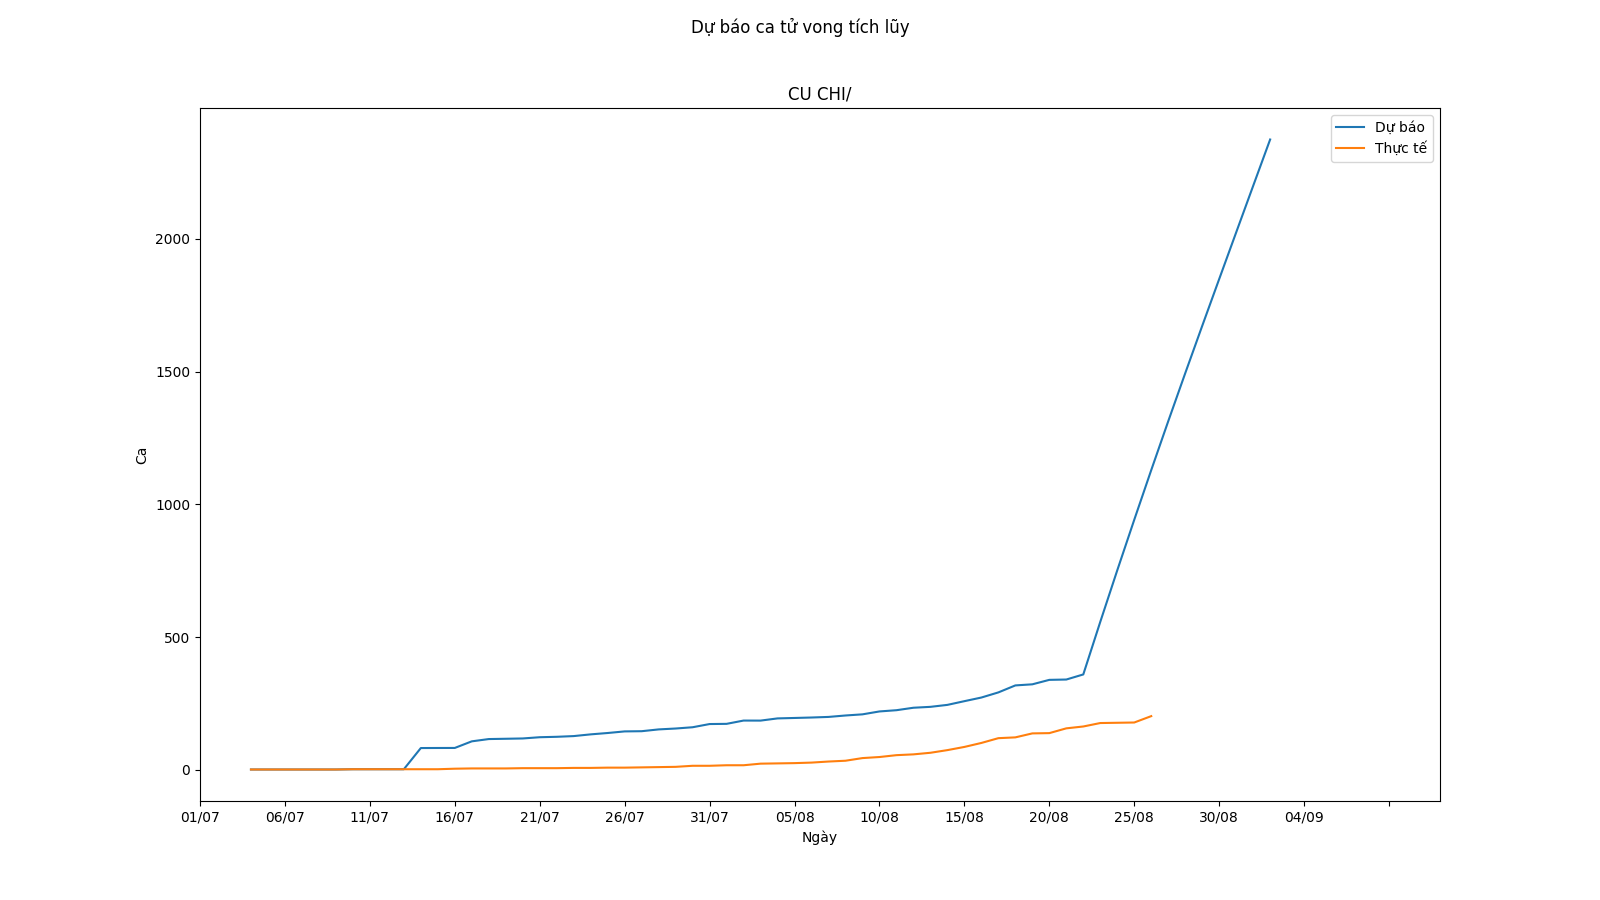 Dự báo ca tử vong tích lũy
CU CHI/
Dự báo
Thực tế
2000
1500
1000
500
0
Ca
01/07 06/07 11/07 16/07 21/07 26/07 31/07 05/08 10/08 15/08 20/08 25/08 30/08 04/09
Ngày